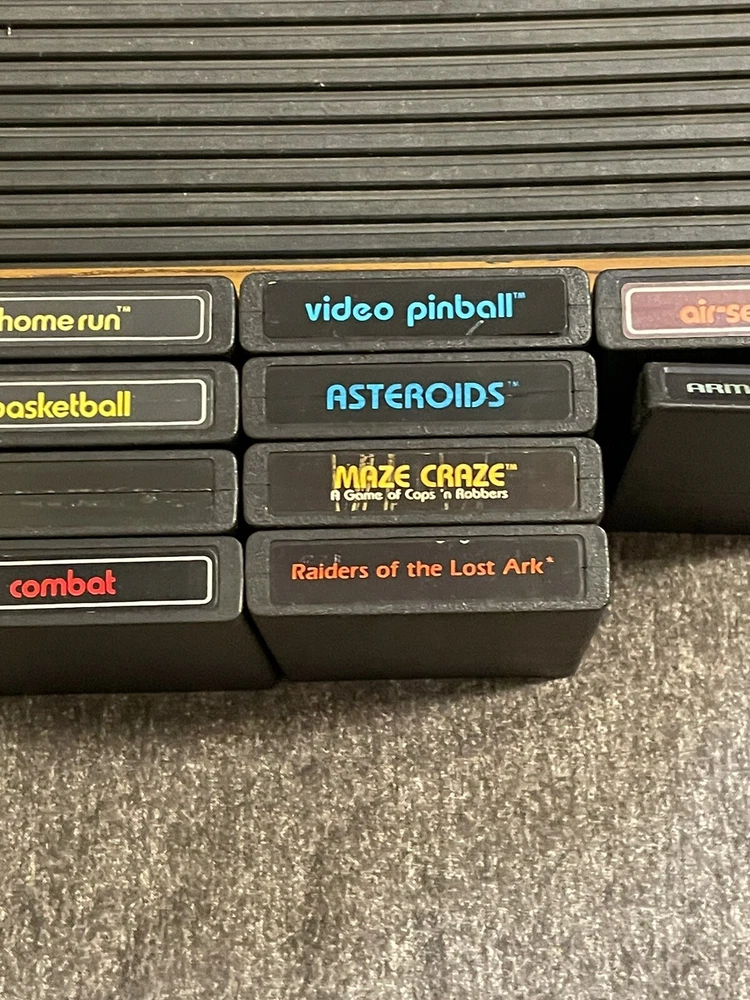 home run™
video pinball™
basketball
ASTEROIDS™
MAZE CRAZE™
A Game of Cops 'n Robbers
combat
Raiders of the Lost Ark*
air-se
ARM